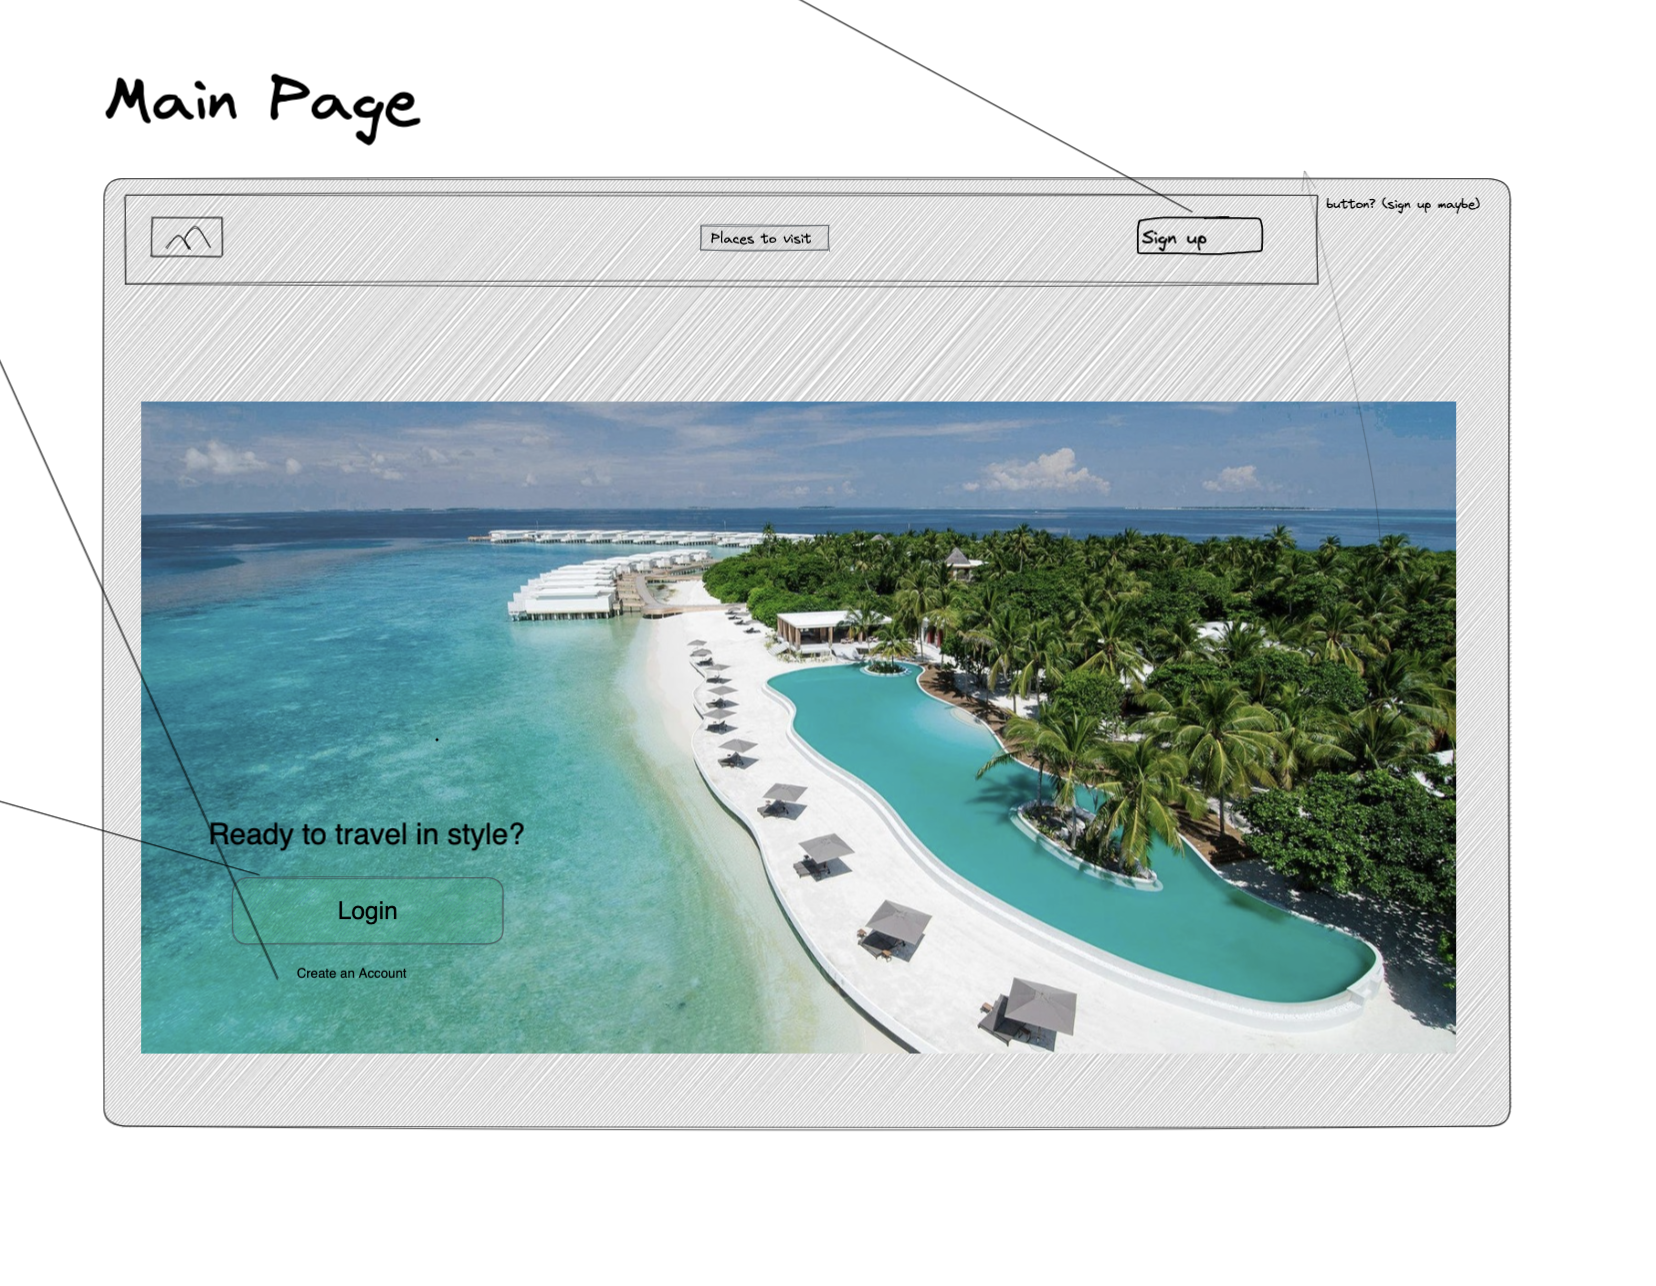 Main Page
button? (sign up maybe)
Places to visit
Sign up
Ready to travel in style?
Login
Create an Account